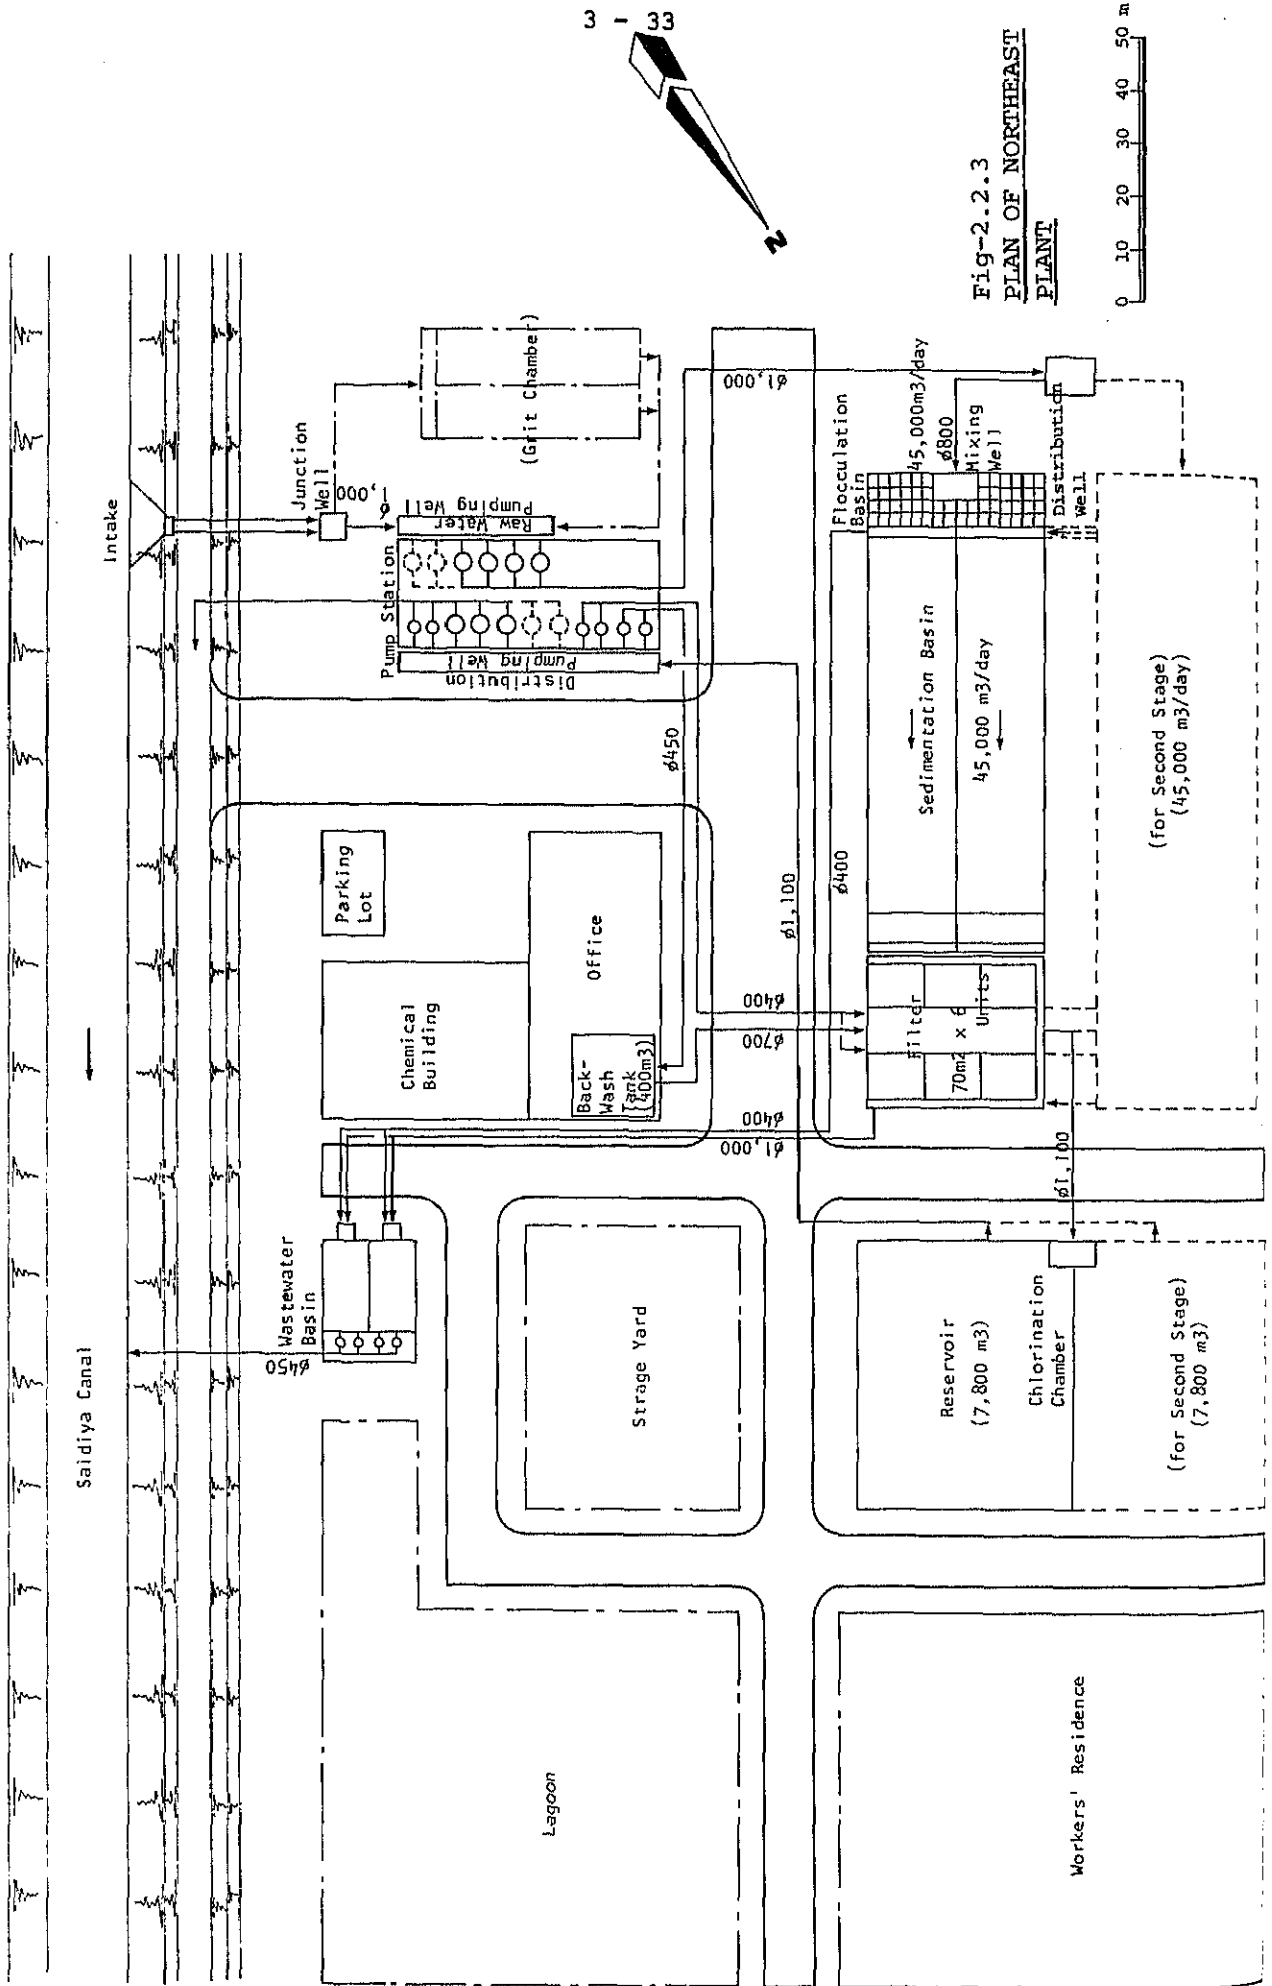 3 - 33
Fig-2.2.3
PLAN OF NORTHEAST
PLANT
0 10 20 30 40 50 m
N
Saidiya Canal
Intake
Junction
Well
ø1,000
(Grit Chamber)
Raw Water
Pumping Well
Pump Station
Distribution
Pumping Well
ø450
ø1,000
Parking
Lot
Chemical
Building
Office
Back-
Wash
Tank
(400m3)
ø400
ø700
ø400
ø1,000
ø1,100
ø400
Flocculation
Basin
45,000m3/day
ø800
Mixing
Well
Distribution
Well
Sedimentation Basin
45,000 m3/day
(for Second Stage)
(45,000 m3/day)
Filter
70m2 x 6
Units
ø1,100
Wastewater
Basin
ø450
Strage Yard
Reservoir
(7,800 m3)
Chlorination
Chamber
(for Second Stage)
(7,800 m3)
Lagoon
Workers' Residence